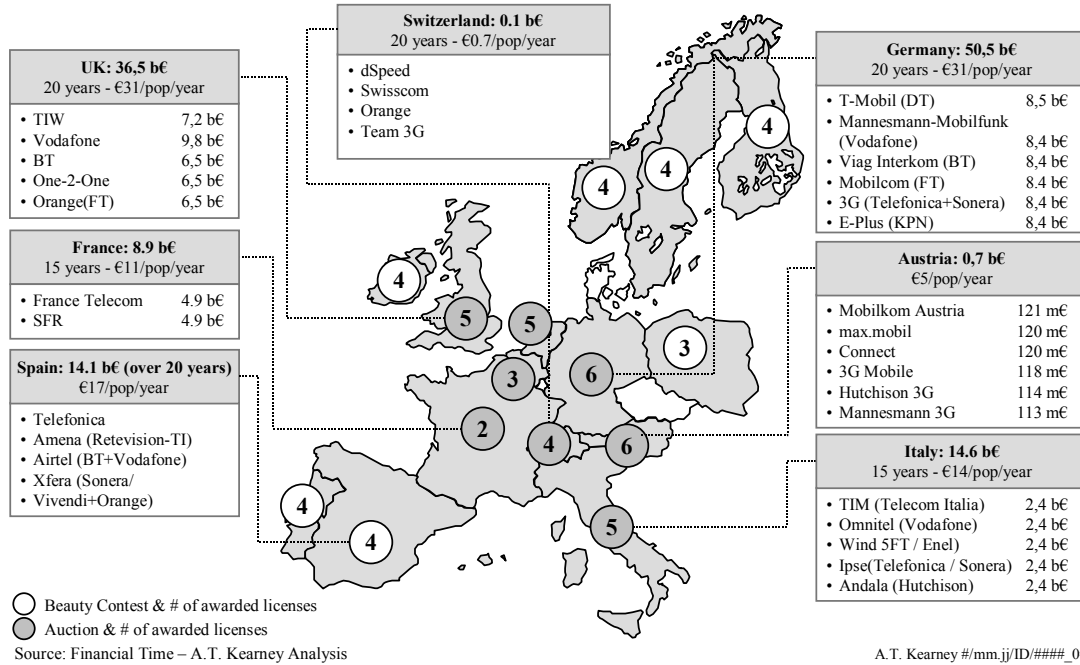 Switzerland: 0.1 b€
20 years - €0.7/pop/year
• dSpeed
• Swisscom
• Orange
• Team 3G
UK: 36,5 b€
20 years - €31/pop/year
• TIW 7,2 b€
• Vodafone 9,8 b€
• BT 6,5 b€
• One-2-One 6,5 b€
• Orange(FT) 6,5 b€
France: 8.9 b€
15 years - €11/pop/year
• France Telecom 4.9 b€
• SFR 4.9 b€
Spain: 14.1 b€ (over 20 years)
€17/pop/year
• Telefonica
• Amena (Retevision-TI)
• Airtel (BT+Vodafone)
• Xfera (Sonera/
• Vivendi+Orange)
4
4
4
4
5
5
3
3
6
2
4
6
4
4
5
Germany: 50,5 b€
20 years - €31/pop/year
• T-Mobil (DT) 8,5 b€
• Mannesmann-Mobilfunk
(Vodafone) 8,4 b€
• Viag Interkom (BT) 8,4 b€
• Mobilcom (FT) 8.4 b€
• 3G (Telefonica+Sonera) 8,4 b€
• E-Plus (KPN) 8,4 b€
Austria: 0,7 b€
€5/pop/year
• Mobilkom Austria 121 m€
• max.mobil 120 m€
• Connect 120 m€
• 3G Mobile 118 m€
• Hutchison 3G 114 m€
• Mannesmann 3G 113 m€
Italy: 14.6 b€
15 years - €14/pop/year
• TIM (Telecom Italia) 2,4 b€
• Omnitel (Vodafone) 2,4 b€
• Wind 5FT / Enel) 2,4 b€
• Ipse(Telefonica / Sonera) 2,4 b€
• Andala (Hutchison) 2,4 b€
Beauty Contest & # of awarded licenses
Auction & # of awarded licenses
Source: Financial Time – A.T. Kearney Analysis
A.T. Kearney #/mm.jj/ID/####_0